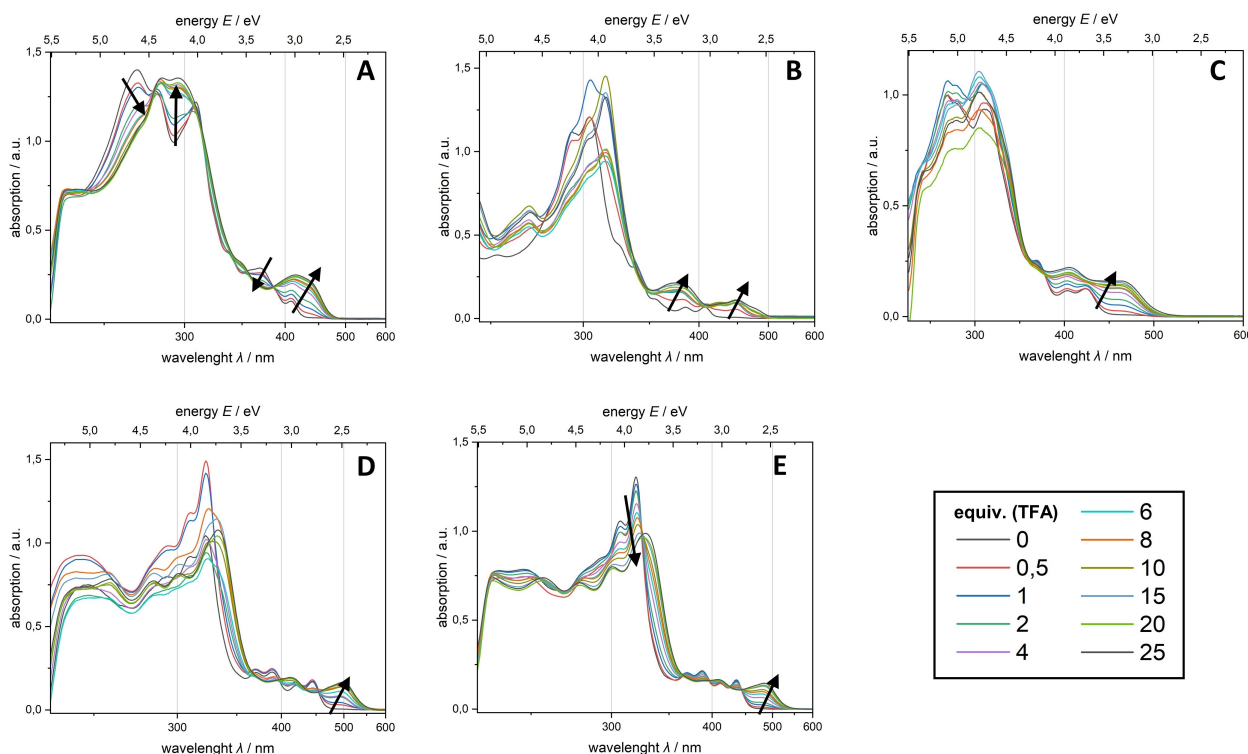 energy E / eV
5,5 5,0 4,5 4,0 3,5 3,0 2,5
A
1,5
1,0
0,5
0,0
absorption / a.u.
300 400 500 600
wavelenght λ / nm
energy E / eV
5,0 4,5 4,0 3,5 3,0 2,5
B
1,5
1,0
0,5
0,0
absorption / a.u.
300 400 500 600
wavelenght λ / nm
energy E / eV
5,5 5,0 4,5 4,0 3,5 3,0 2,5
C
1,0
0,5
0,0
absorption / a.u.
300 400 500 600
wavelenght λ / nm
energy E / eV
5,0 4,5 4,0 3,5 3,0 2,5
D
1,5
1,0
0,5
0,0
absorption / a.u.
300 400 500 600
wavelenght λ / nm
energy E / eV
5,5 5,0 4,5 4,0 3,5 3,0 2,5
E
1,5
1,0
0,5
0,0
absorption / a.u.
300 400 500 600
wavelenght λ / nm
equiv. (TFA)
0
0,5
1
2
4
6
8
10
15
20
25